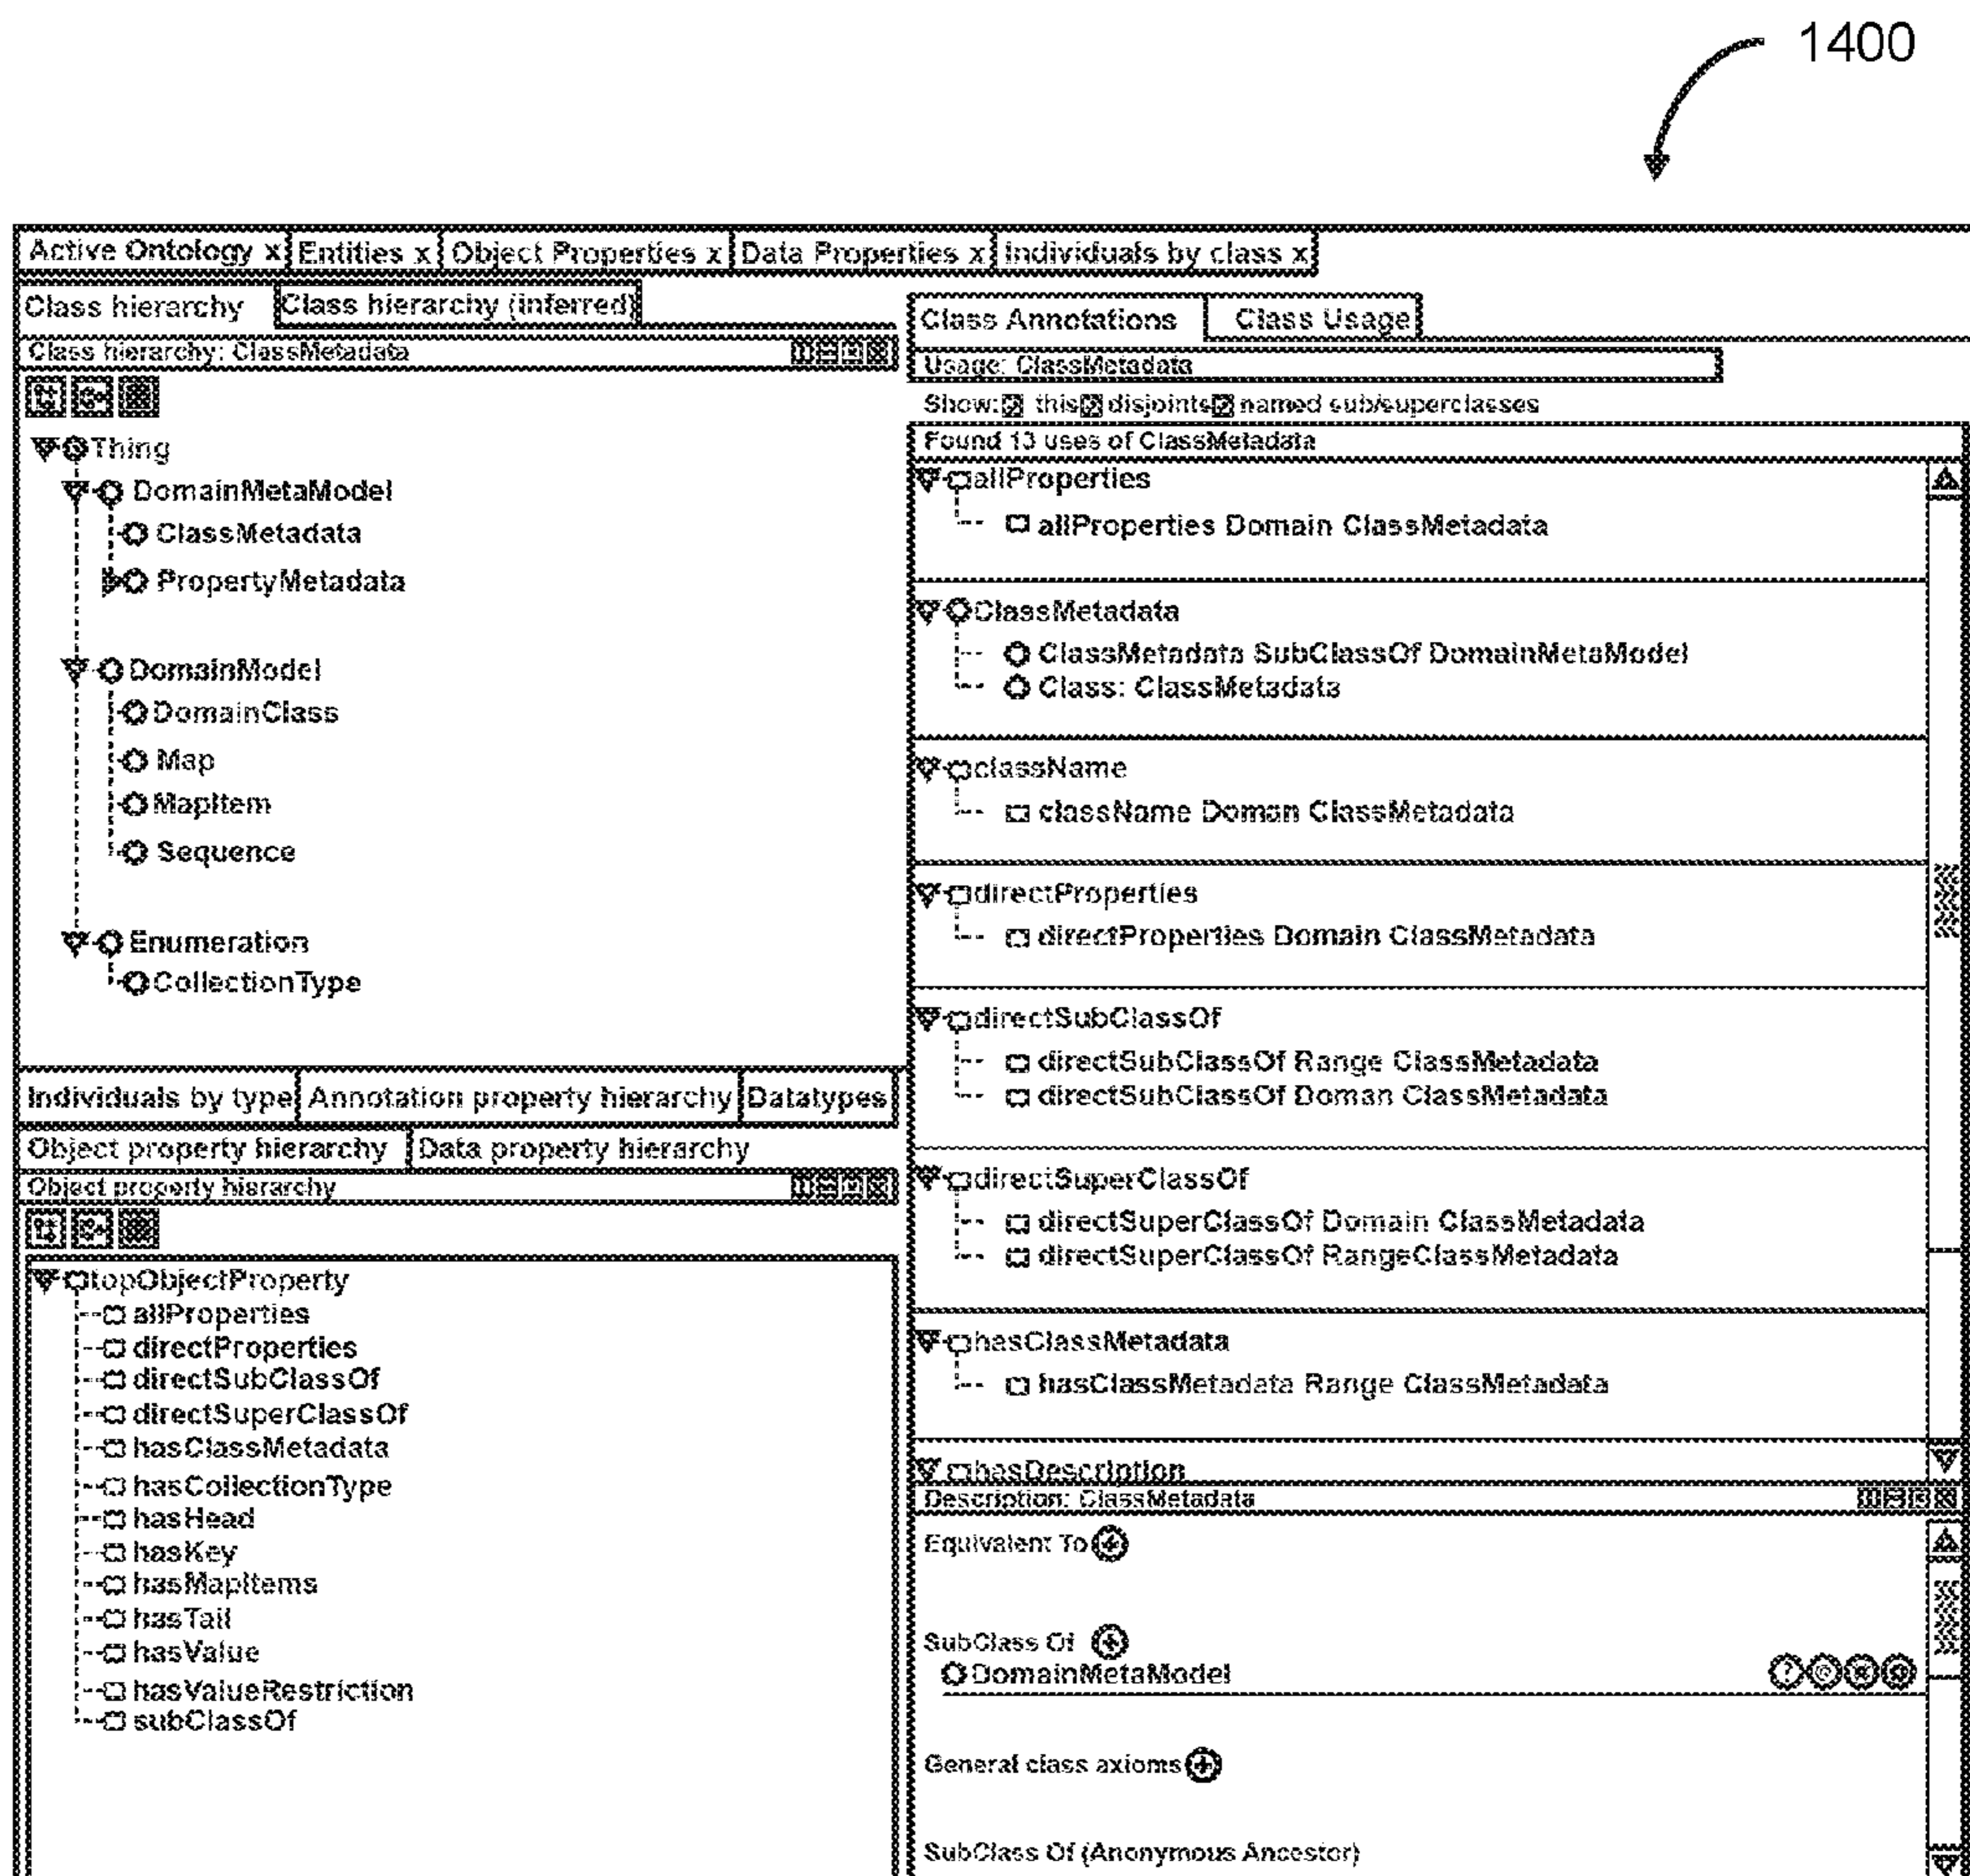 1400
Active Ontology x Entities x Object Properties x Data Properties x Individuals by class x
Class hierarchy Class hierarchy (inferred)
Class hierarchy: ClassMetadata
Thing
DomainMetaModel
ClassMetadata
PropertyMetadata
DomainModel
DomainClass
Map
MapItem
Sequence
Enumeration
CollectionType
Individuals by type Annotation property hierarchy Datatypes
Object property hierarchy Data property hierarchy
Object property hierarchy
topObjectProperty
allProperties
directProperties
directSubClassOf
directSuperClassOf
hasClassMetadata
hasCollectionType
hasHead
hasKey
hasMapItems
hasTail
hasValue
hasValueRestriction
subClassOf
Class Annotations Class Usage
Usage: ClassMetadata
Show: this disjoints named sub/superclasses
Found 13 uses of ClassMetadata
allProperties
allProperties Domain ClassMetadata
ClassMetadata
ClassMetadata SubClassOf DomainMetaModel
Class: ClassMetadata
className
className Doman ClassMetadata
directProperties
directProperties Domain ClassMetadata
directSubClassOf
directSubClassOf Range ClassMetadata
directSubClassOf Doman ClassMetadata
directSuperClassOf
directSuperClassOf Domain ClassMetadata
directSuperClassOf RangeClassMetadata
hasClassMetadata
hasClassMetadata Range ClassMetadata
hasDescription
Description: ClassMetadata
Equivalent To
SubClass Of
DomainMetaModel
General class axioms
SubClass Of (Anonymous Ancestor)